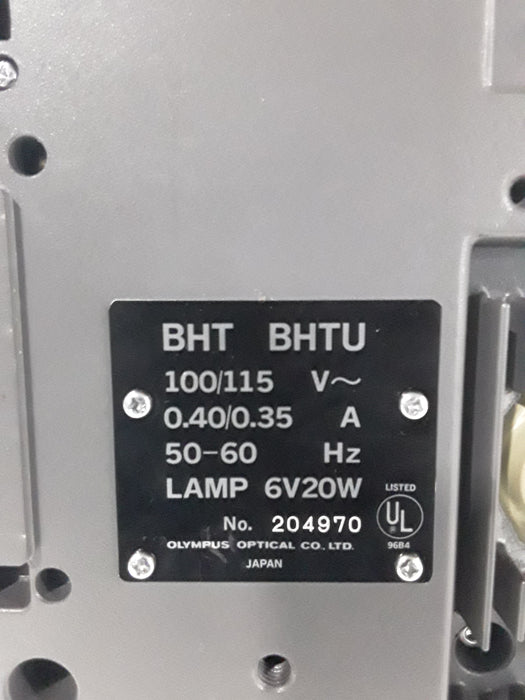 BHT BHTU
100/115 V~
0.40/0.35 A
50-60 Hz
LAMP 6V20W
LISTED
UL
®
96B4
No. 204970
OLYMPUS OPTICAL CO., LTD.
JAPAN